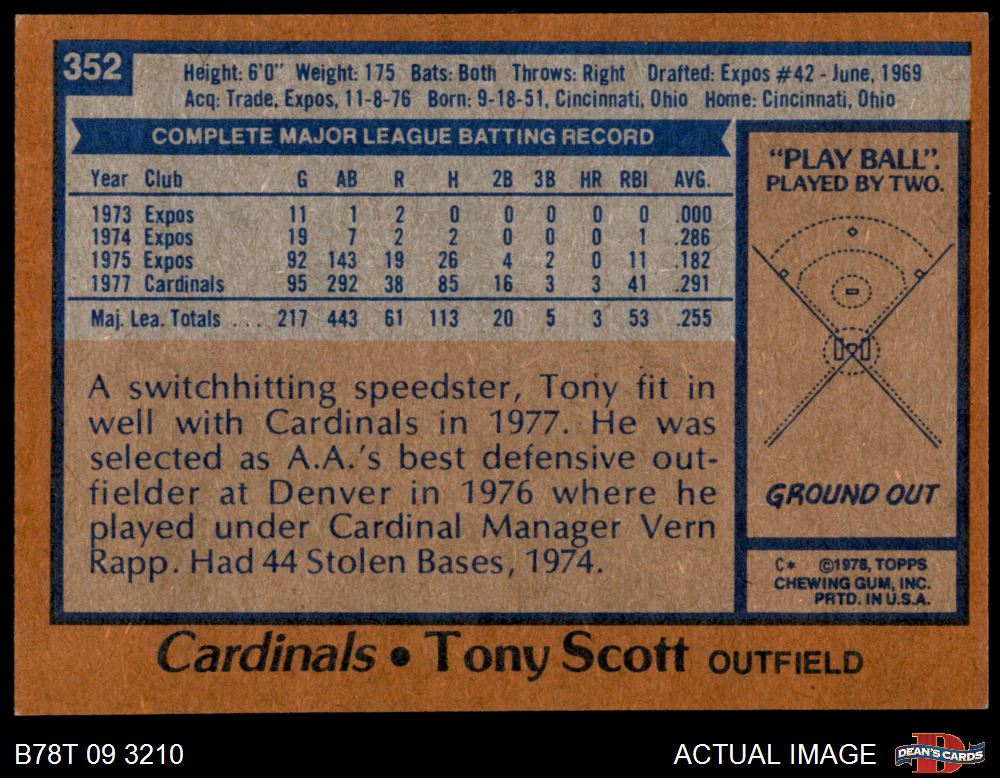 352
Height: 6'0" Weight: 175 Bats: Both Throws: Right Drafted: Expos #42 - June, 1969
Acq: Trade, Expos, 11-8-76 Born: 9-18-51, Cincinnati, Ohio Home: Cincinnati, Ohio
COMPLETE MAJOR LEAGUE BATTING RECORD
Year Club G AB R H 2B 3B HR RBI AVG.
1973 Expos 11 1 2 0 0 0 0 0 .000
1974 Expos 19 7 2 2 0 0 0 1 .286
1975 Expos 92 143 19 26 4 2 0 11 .182
1977 Cardinals 95 292 38 85 16 3 3 41 .291
Maj. Lea. Totals ... 217 443 61 113 20 5 3 53 .255
A switchhitting speedster, Tony fit in
well with Cardinals in 1977. He was
selected as A.A.'s best defensive out-
fielder at Denver in 1976 where he
played under Cardinal Manager Vern
Rapp. Had 44 Stolen Bases, 1974.
"PLAY BALL".
PLAYED BY TWO.
GROUND OUT
C* ©1978, TOPPS
CHEWING GUM, INC.
PRTD. IN U.S.A.
Cardinals • Tony Scott OUTFIELD
B78T 09 3210
ACTUAL IMAGE
DEAN'S CARDS